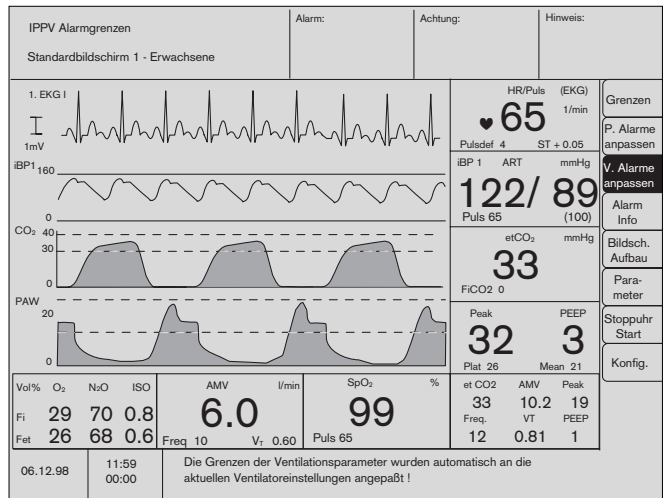 IPPV Alarmgrenzen
Standardbildschirm 1 - Erwachsene
Alarm:
Achtung:
Hinweis:
1. EKG I
1mV
HR/Puls (EKG)
65 1/min
Pulsdef 4 ST + 0.05
iBP1 160
0
iBP 1 ART mmHg
122/ 89
Puls 65 (100)
CO₂ 40
30
0
etCO₂ mmHg
33
FiCO2 0
PAW
20
0
Peak PEEP
32 3
Plat 26 Mean 21
Grenzen
P. Alarme
anpassen
V. Alarme
anpassen
Alarm
Info
Bildsch.
Aufbau
Para-
meter
Stoppuhr
Start
Konfig.
Vol% O₂ N₂O ISO
Fi 29 70 0.8
Fet 26 68 0.6
AMV l/min
6.0
Freq 10 VT 0.60
SpO₂ %
99
Puls 65
et CO2 AMV Peak
33 10.2 19
Freq. VT PEEP
12 0.81 1
06.12.98
11:59
00:00
Die Grenzen der Ventilationsparameter wurden automatisch an die
aktuellen Ventilatoreinstellungen angepaßt !